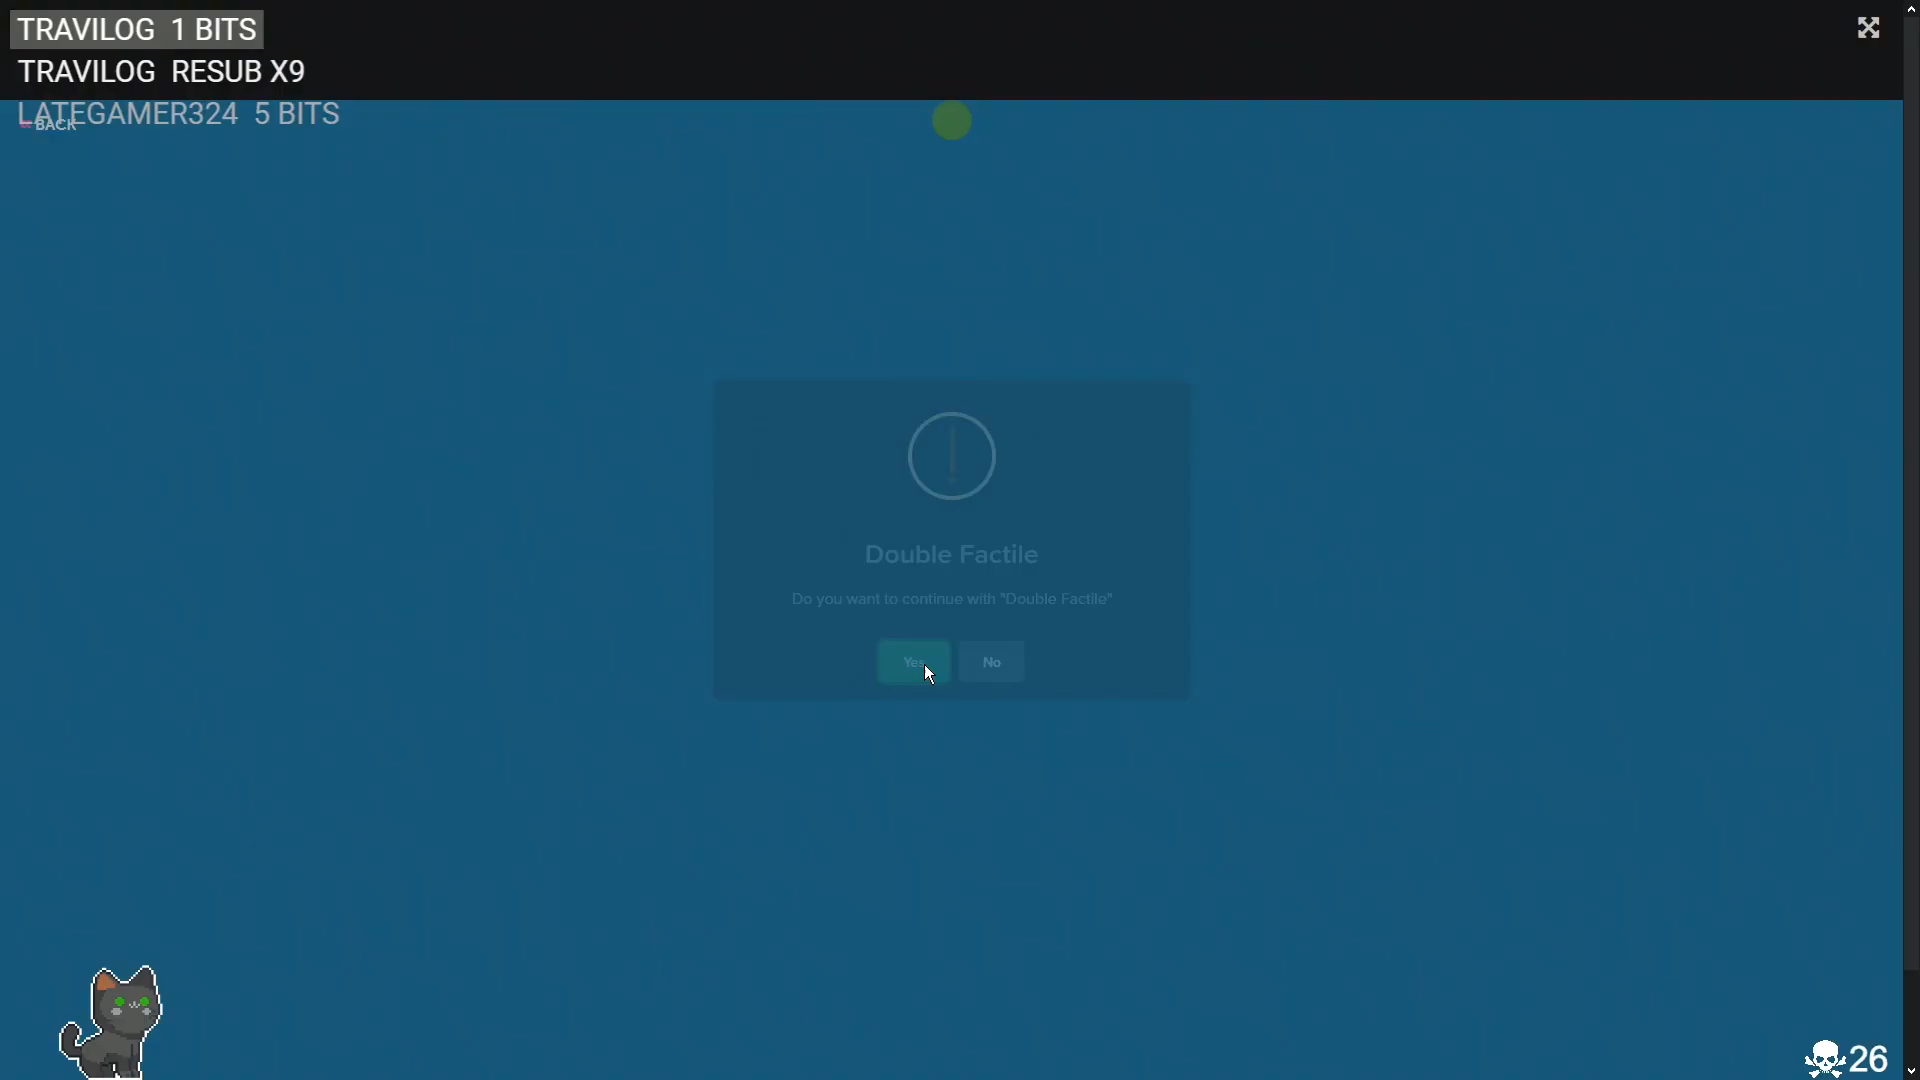 TRAVILOG 1 BITS
TRAVILOG RESUB X9
LATEGAMER324 5 BITS
BACK
Double Factile
Do you want to continue with "Double Factile"
Yes
No
26